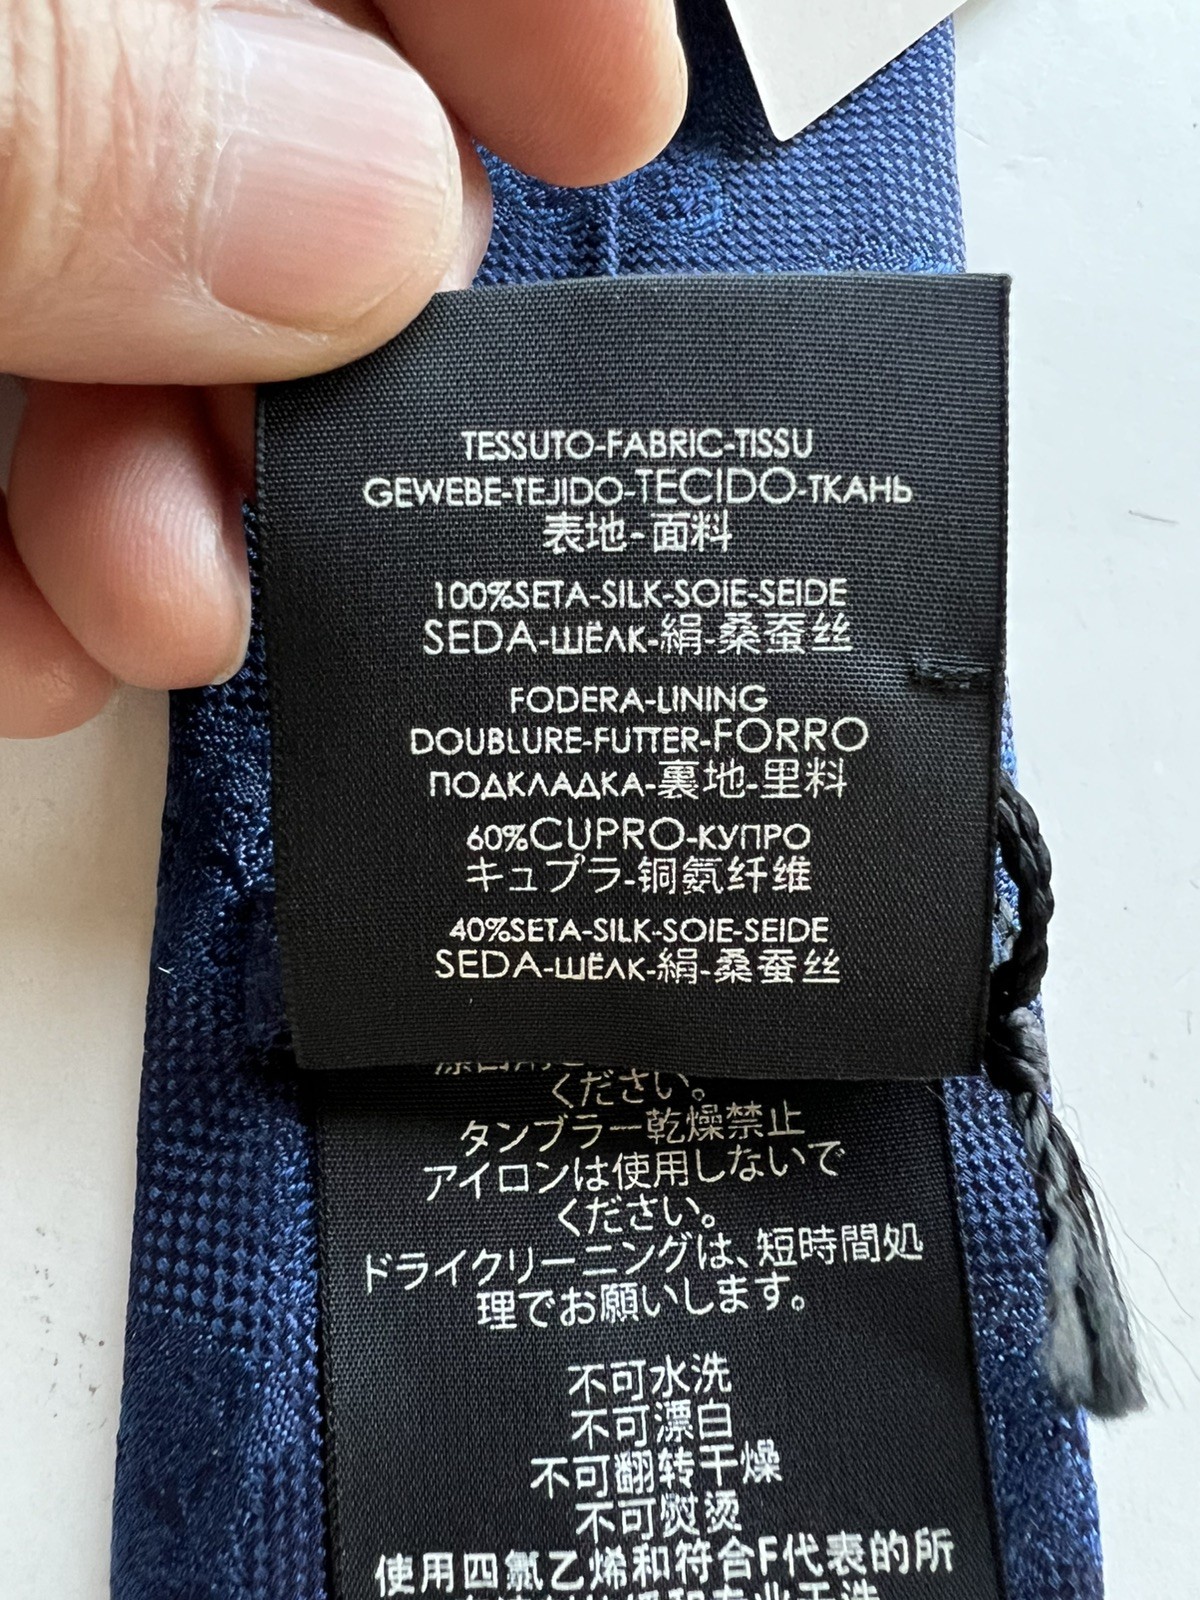 TESSUTO-FABRIC-TISSU
GEWEBE-TEJIDO-TECIDO-ТКАНЬ
表地-面料
100%SETA-SILK-SOIE-SEIDE
SEDA-ШЁЛК-絹-桑蚕丝
FODERA-LINING
DOUBLURE-FUTTER-FORRO
ПОДКЛАДКА-裏地-里料
60%CUPRO-КУПРО
キュプラ-铜氨纤维
40%SETA-SILK-SOIE-SEIDE
SEDA-ШЁЛК-絹-桑蚕丝
ください。
タンブラー乾燥禁止
アイロンは使用しないで
ください。
ドライクリーニングは、短時間処
理でお願いします。
不可水洗
不可漂白
不可翻转干燥
不可熨烫
使用四氯乙烯和符合F代表的所